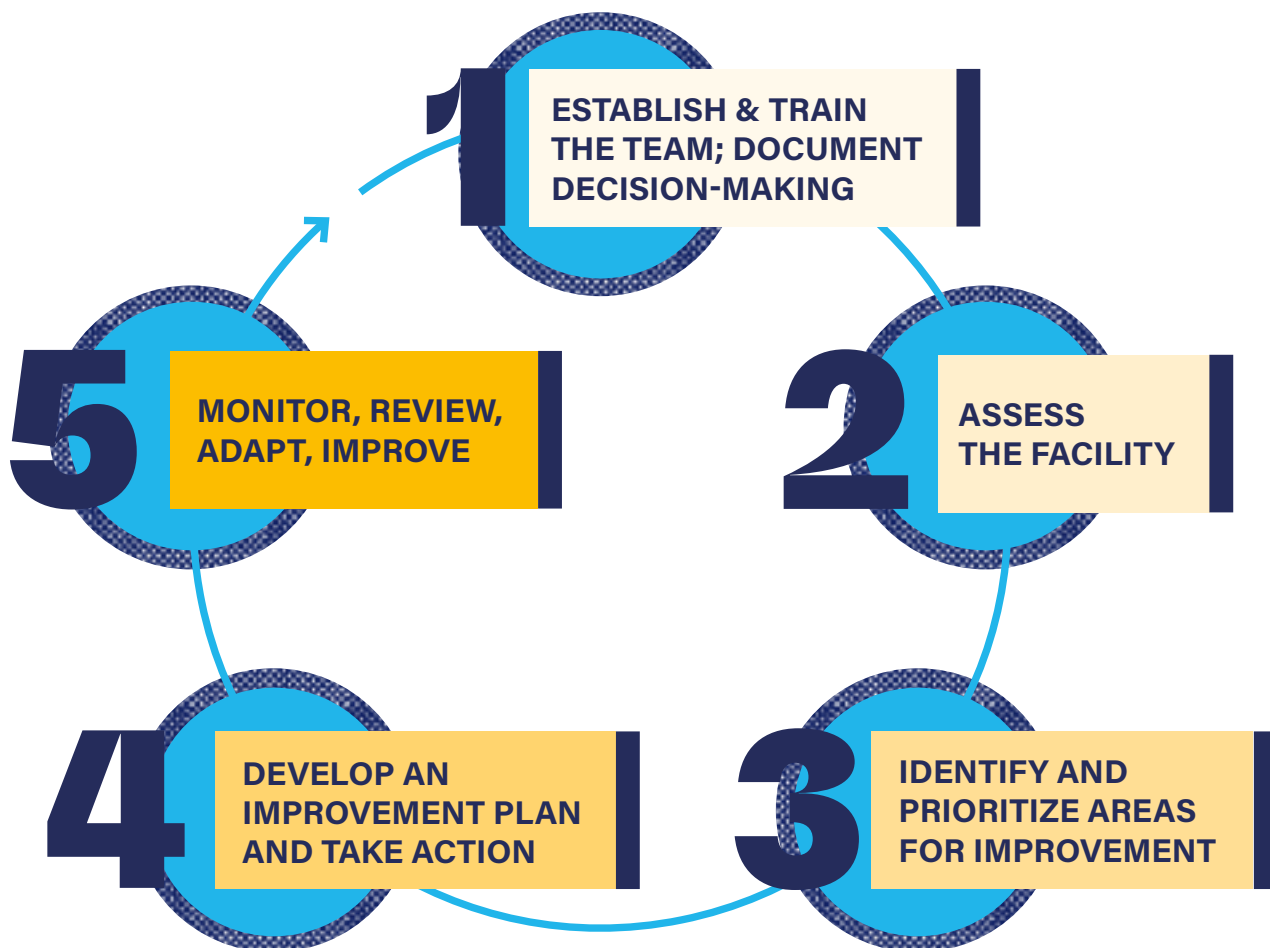 1
ESTABLISH & TRAIN
THE TEAM; DOCUMENT
DECISION-MAKING
2
ASSESS
THE FACILITY
3
IDENTIFY AND
PRIORITIZE AREAS
FOR IMPROVEMENT
4
DEVELOP AN
IMPROVEMENT PLAN
AND TAKE ACTION
5
MONITOR, REVIEW,
ADAPT, IMPROVE